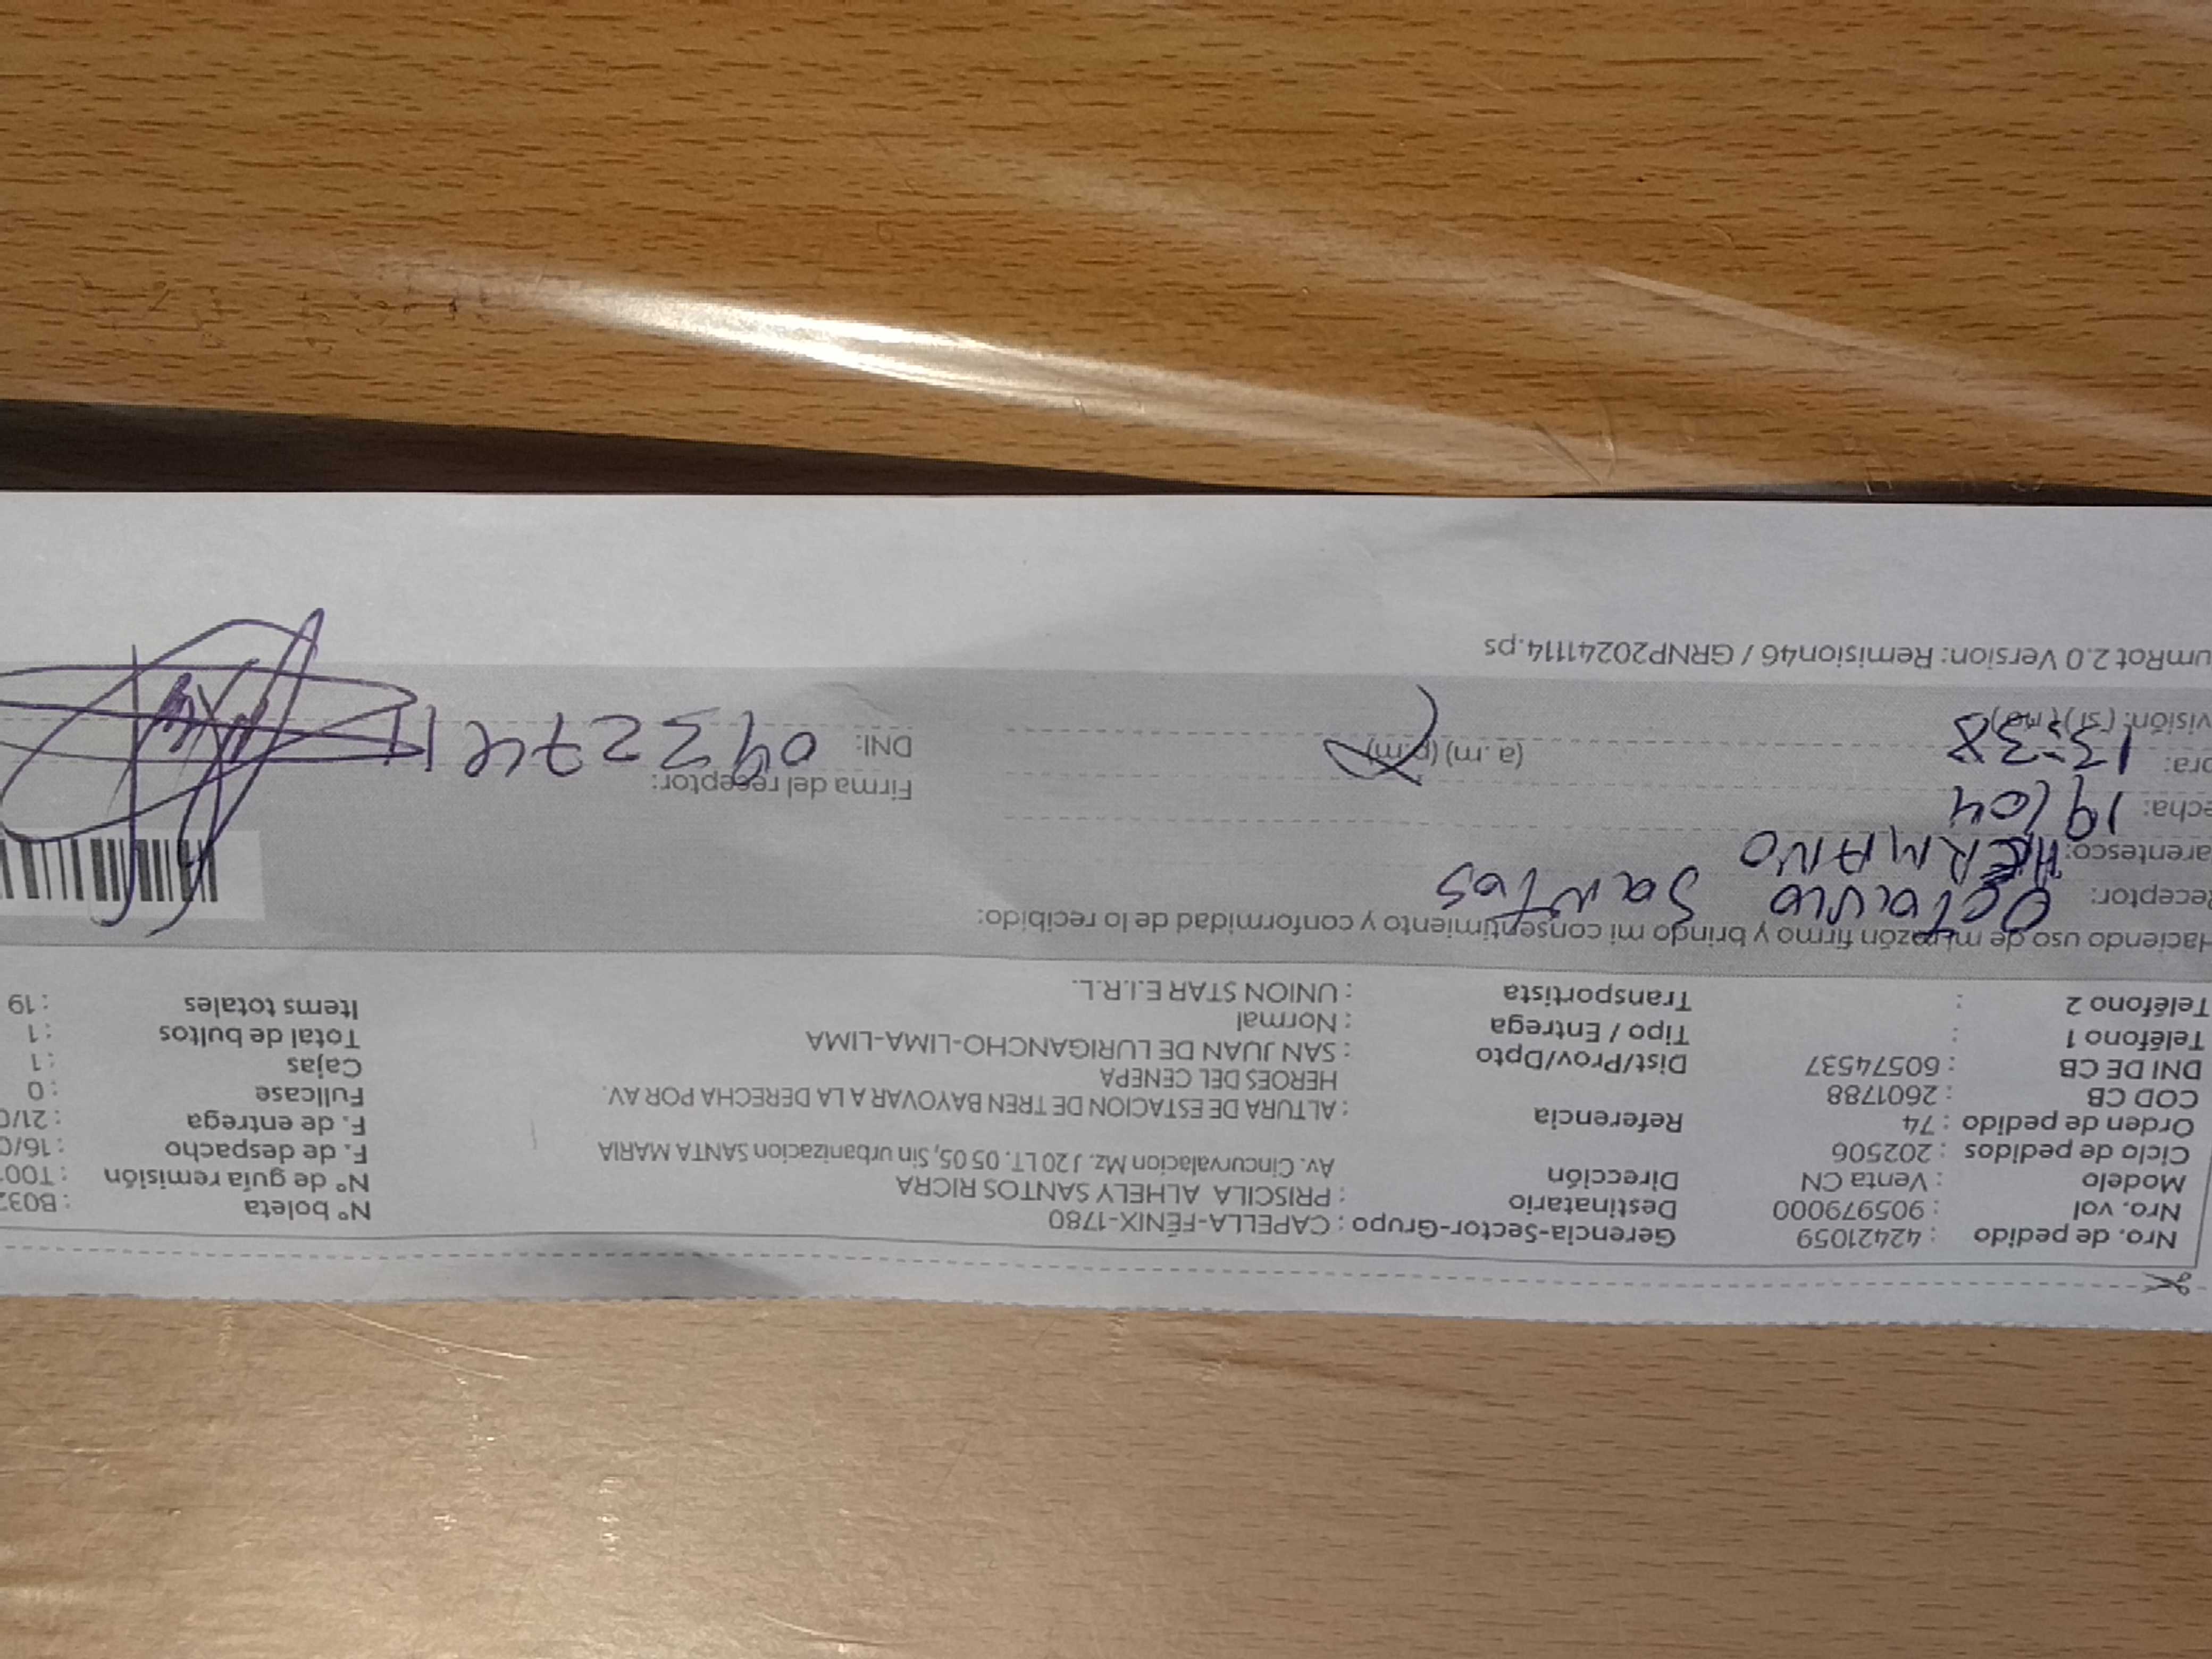 Nro. de pedido : 42421059 Gerencia-Sector-Grupo : CAPELLA-FÉNIX-1780 N° boleta : B032
Nro. vol : 905979000 Destinatario : PRISCILA ALHELY SANTOS RICRA N° de guía remisión : T001
Modelo : Venta CN Dirección Av. Cincurvalacion Mz. J20 LT. 05 05, Sin urbanizacion SANTA MARIA F. de despacho : 16/0
Ciclo de pedidos : 202506 F. de entrega : 21/0
Orden de pedido : 74 Referencia : ALTURA DE ESTACION DE TREN BAYOVAR A LA DERECHA POR AV. Fullcase : 0
COD CB : 2601788 HEROES DEL CENEPA Cajas : 1
DNI DE CB : 60574537 Dist/Prov/Dpto : SAN JUAN DE LURIGANCHO-LIMA-LIMA Total de bultos : 1
Teléfono 1 : Tipo / Entrega : Normal Items totales : 19
Teléfono 2 : Transportista : UNION STAR E.I.R.L.
Haciendo uso de mi razón firmo y brindo mi consentimiento y conformidad de lo recibido:
Receptor: Octavio Santos
arentesco: HERMANO
echa: 19/04 Firma del receptor:
ora: 13:38 (a. m) (p.m) DNI:
visión: (si) (no)
umRot 2.0 Version: Remision46 / GRNP20241114.ps